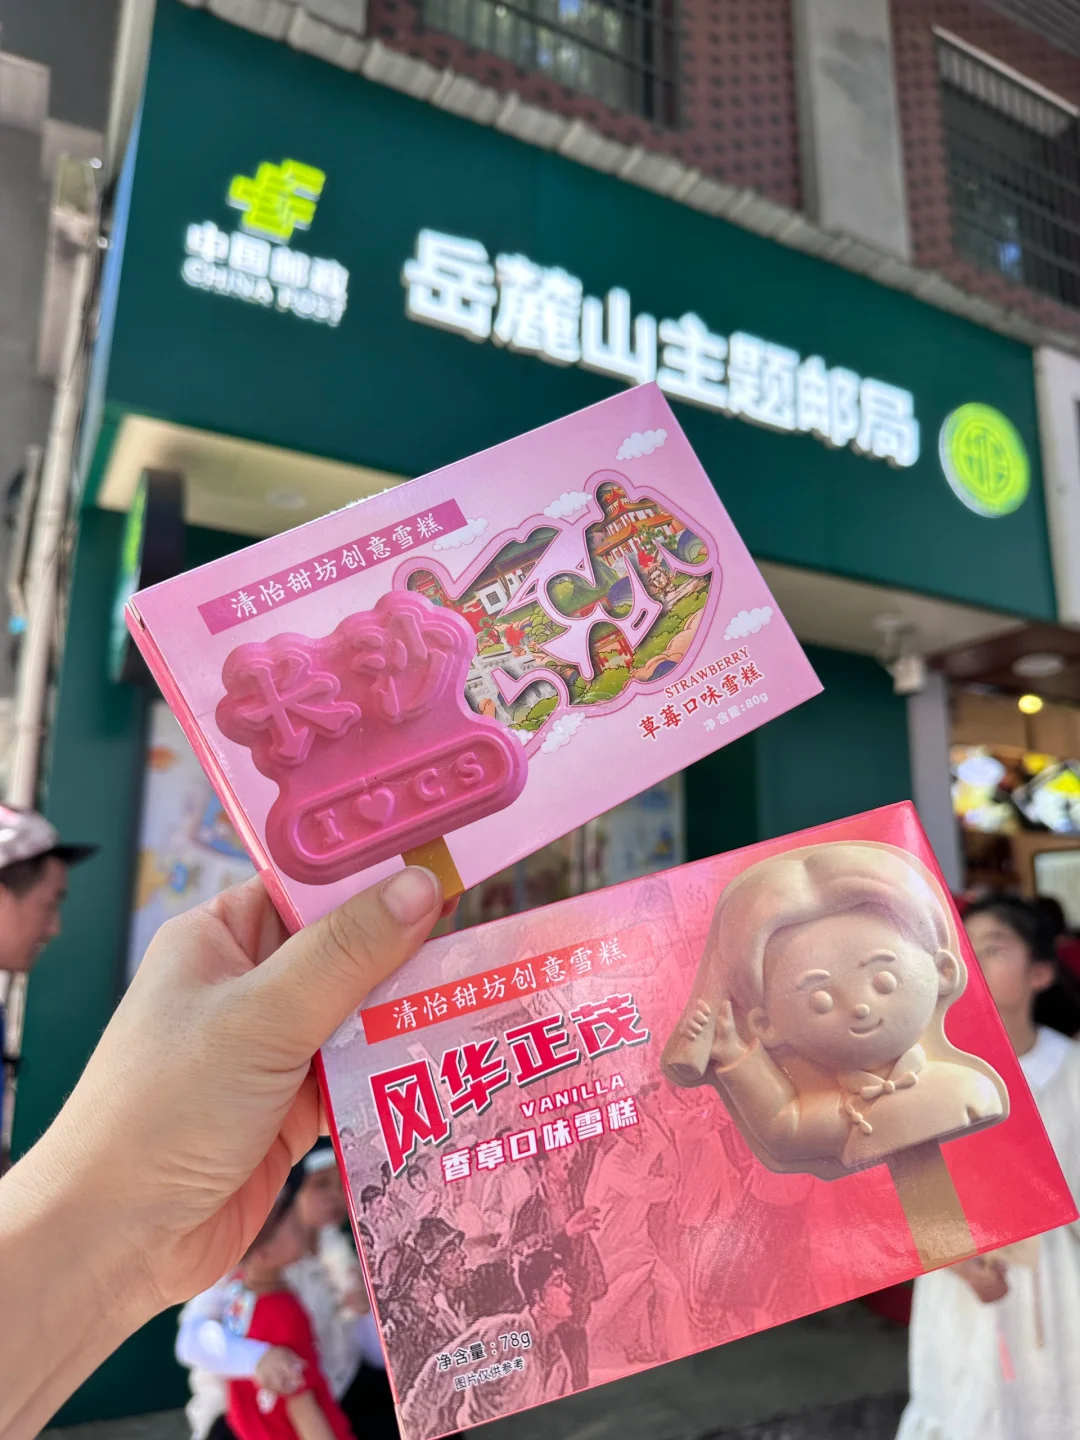 中国邮政
CHINA POST
岳麓山主题邮局
清怡甜坊创意雪糕
长沙
I ♥ CS
STRAWBERRY
草莓口味雪糕
净含量:80g
清怡甜坊创意雪糕
风华正茂
VANILLA
香草口味雪糕
净含量:78g
图片仅供参考